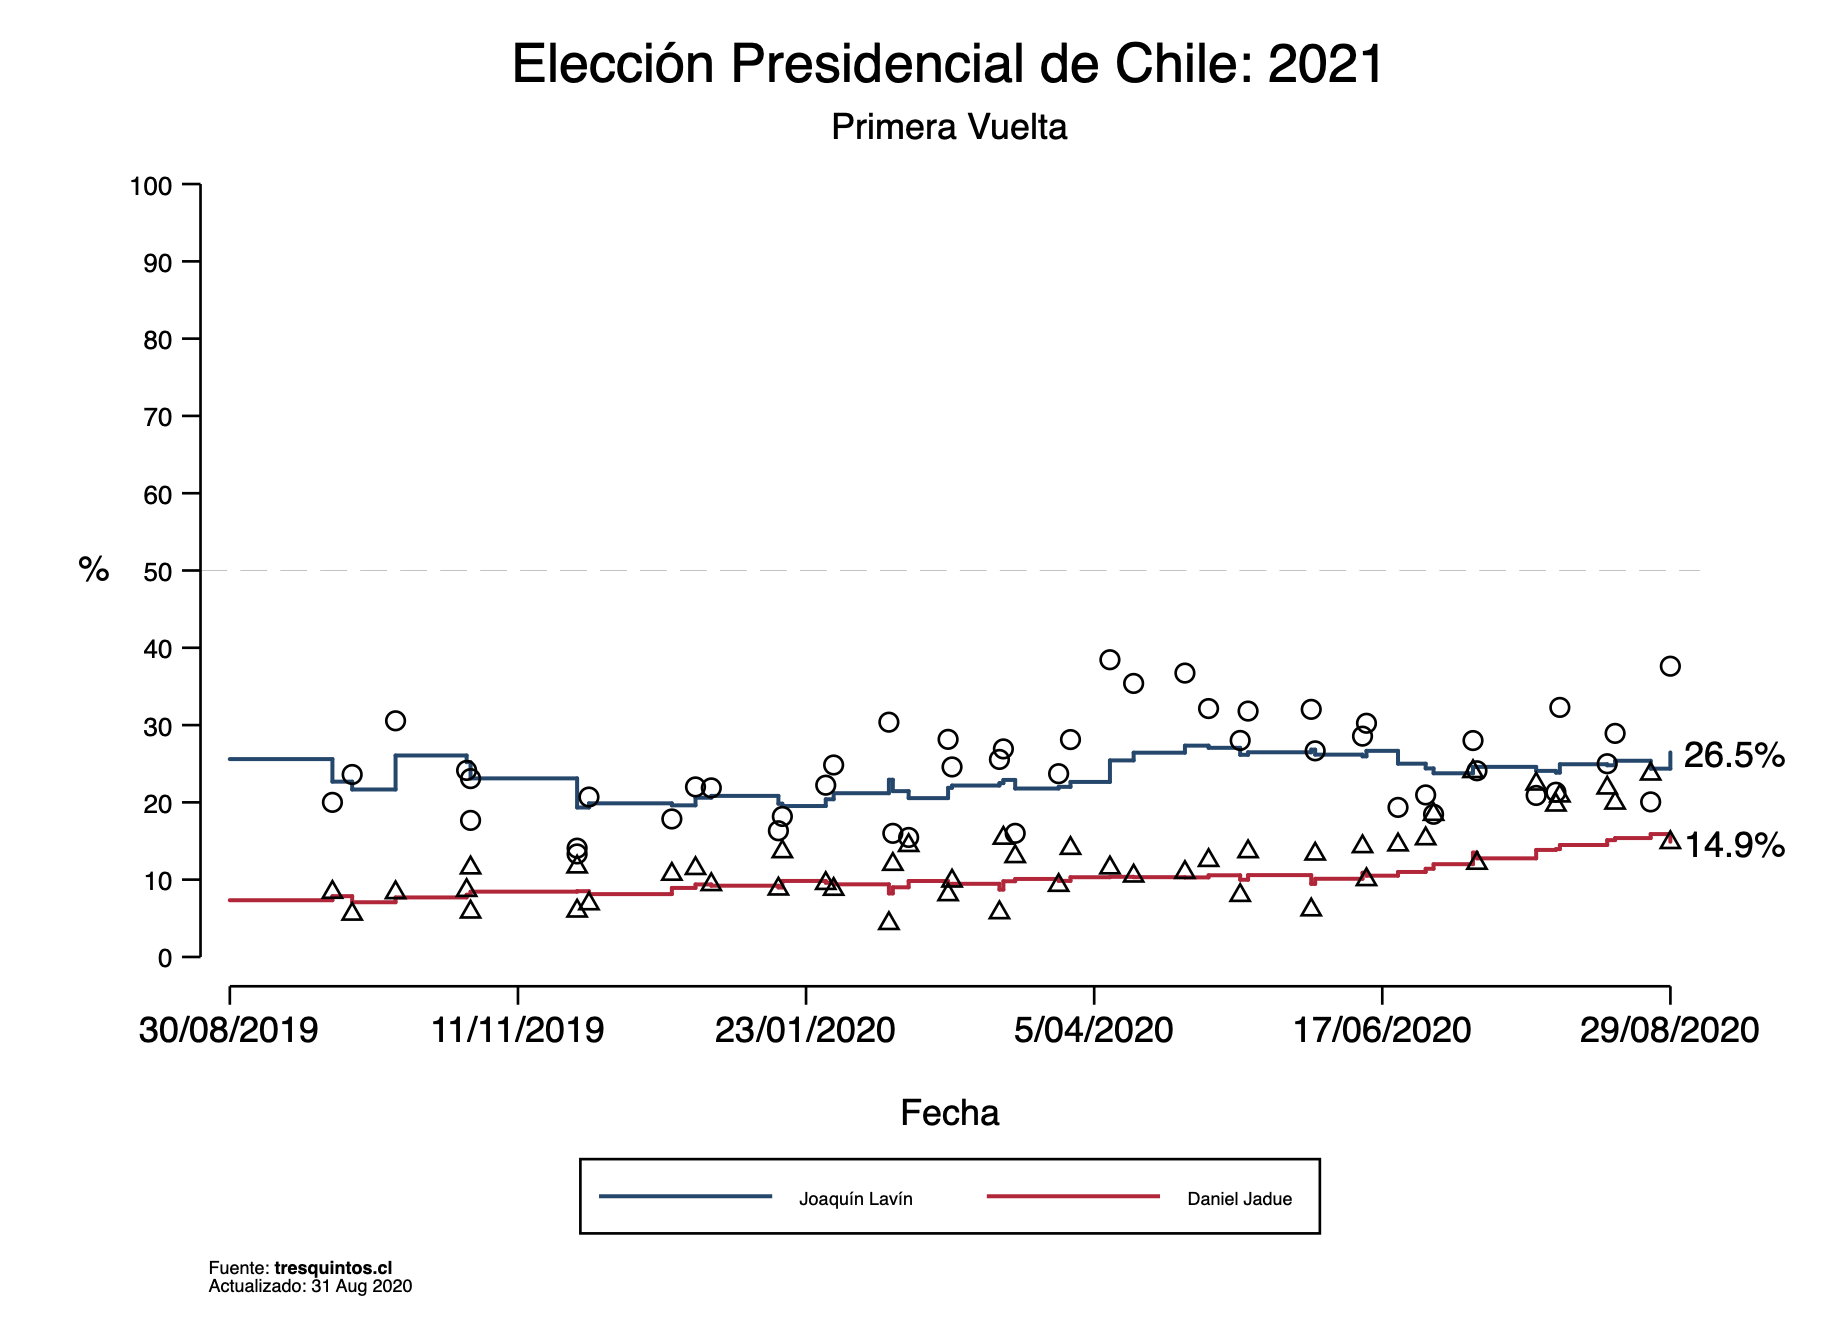 Elección Presidencial de Chile: 2021
Primera Vuelta
100
90
80
70
60
50
40
30
20
10
0
%
26.5%
14.9%
30/08/2019 11/11/2019 23/01/2020 5/04/2020 17/06/2020 29/08/2020
Fecha
Joaquín Lavín Daniel Jadue
Fuente: tresquintos.cl
Actualizado: 31 Aug 2020